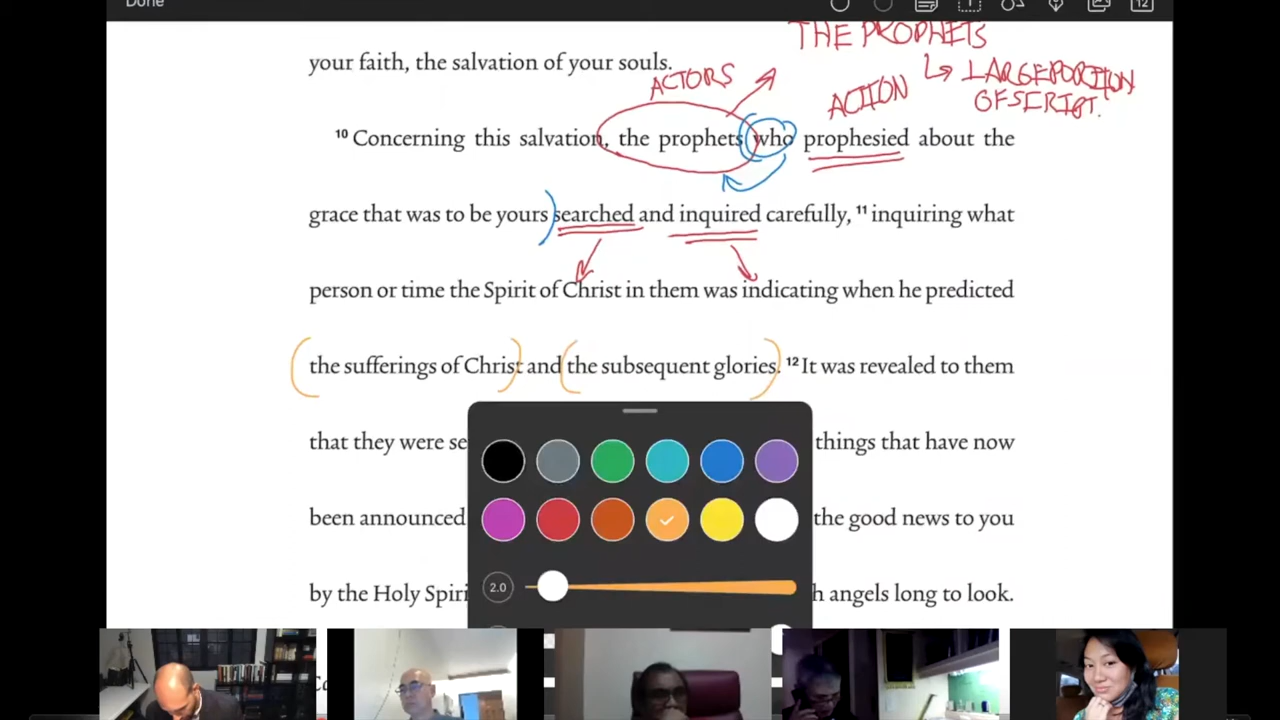 Done
12
THE PROPHETS
↳ LARGE PORTION
OF SCRIPT.
your faith, the salvation of your souls.
ACTORS
ACTION
¹⁰ Concerning this salvation, the prophets who prophesied about the
grace that was to be yours searched and inquired carefully, ¹¹ inquiring what
person or time the Spirit of Christ in them was indicating when he predicted
the sufferings of Christ and the subsequent glories. ¹² It was revealed to them
that they were se things that have now
been announced the good news to you
by the Holy Spiri h angels long to look.
2.0